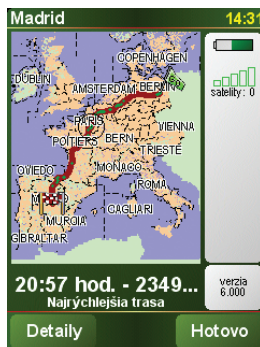 Madrid 14:31
COPENHAGEN
DUBLIN
AMSTERDAM BERLIN
satelity: 0
PARIS
VIENNA
POITIERS BERN
TRIESTE
OVIEDO MONACO
ROMA
MURCIA CAGLIARI
GIBRALTAR
20:57 hod. - 2349...
Najrýchlejšia trasa
verzia
6.000
Detaily Hotovo